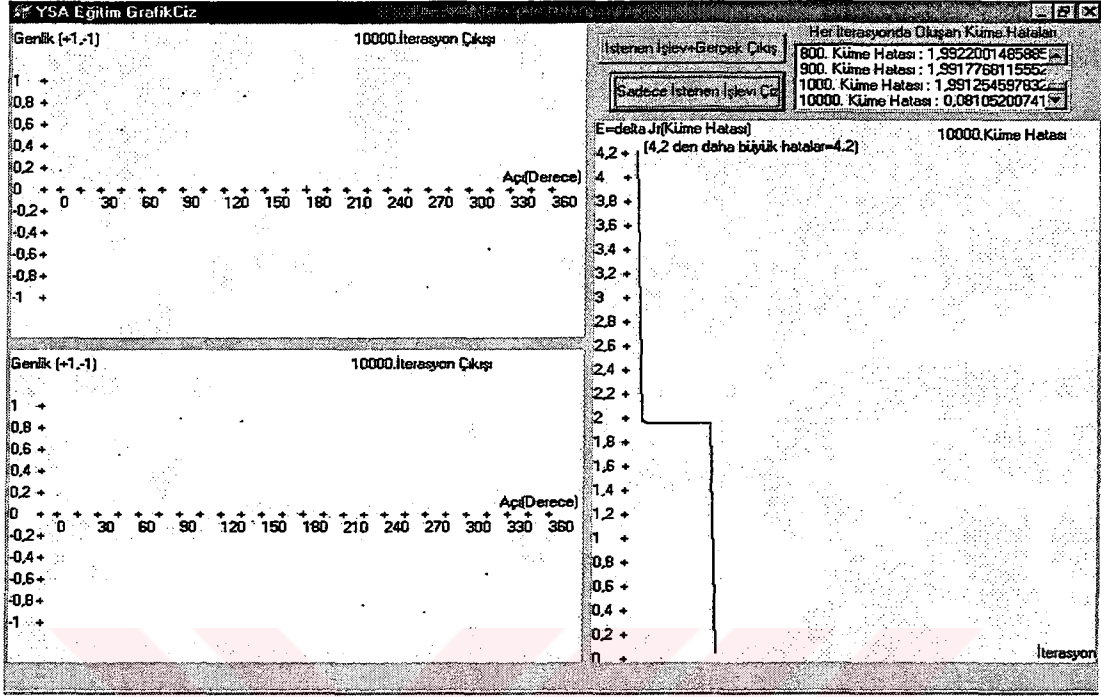 YSA Eğitim GrafikCiz
Genlik (+1,-1)
10000.İterasyon Çıkışı
1
0,8
0,6
0,4
0,2
0
-0,2
-0,4
-0,6
-0,8
-1
Açı(Derece)
0 30 60 90 120 150 180 210 240 270 300 330 360
Genlik (+1,-1)
10000.İterasyon Çıkışı
1
0,8
0,6
0,4
0,2
0
-0,2
-0,4
-0,6
-0,8
-1
Açı(Derece)
0 30 60 90 120 150 180 210 240 270 300 330 360
İstenen İşlev+Gerçek Çıkış
Sadece İstenen İşlevi Çiz
Her İterasyonda Oluşan Küme Hataları
800. Küme Hatası : 1,9922001485885
900. Küme Hatası : 1,991776811555
1000. Küme Hatası : 1,99125459783
10000. Küme Hatası : 0,08105200741
E=delta Jr(Küme Hatası)
(4,2 den daha büyük hatalar=4.2)
10000.Küme Hatası
4,2
4
3,8
3,6
3,4
3,2
3
2,8
2,6
2,4
2,2
2
1,8
1,6
1,4
1,2
1
0,8
0,6
0,4
0,2
0
İterasyon